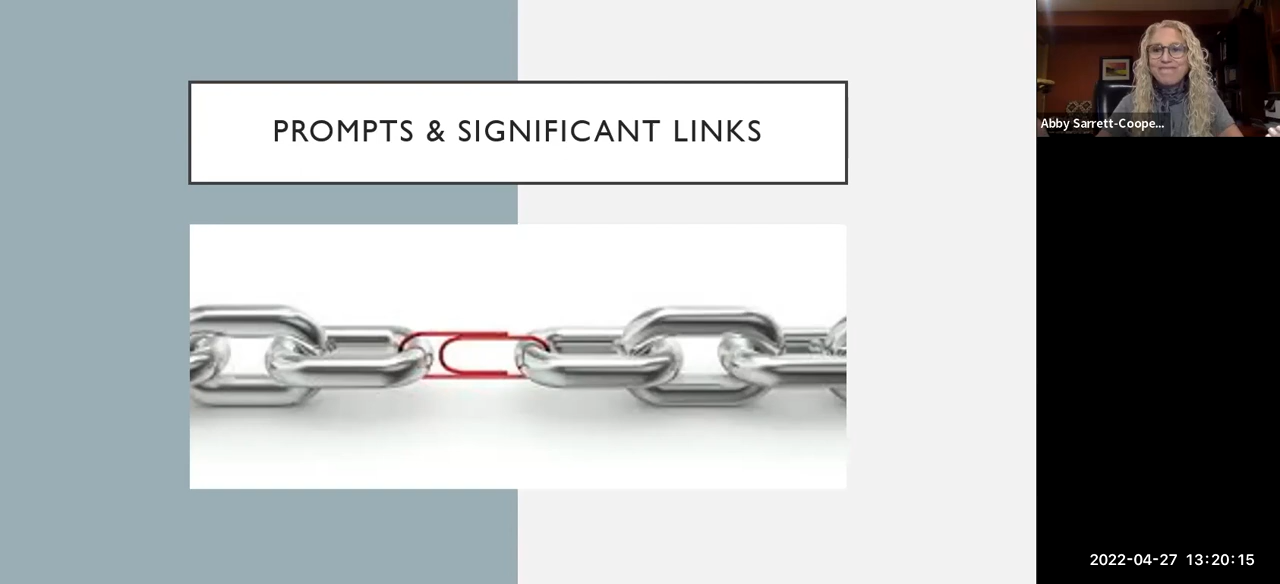 PROMPTS & SIGNIFICANT LINKS
Abby Sarrett-Coope...
2022-04-27 13:20:15